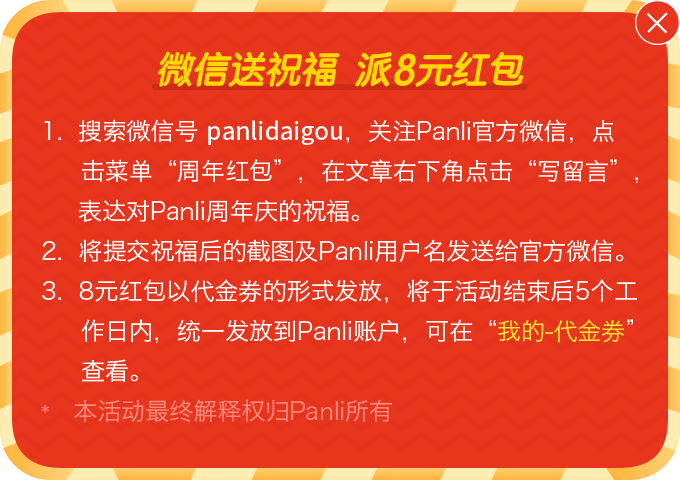 微信送祝福 派8元红包
1. 搜索微信号 panlidaigou，关注Panli官方微信，点
击菜单“周年红包”，在文章右下角点击“写留言”，
表达对Panli周年庆的祝福。
2. 将提交祝福后的截图及Panli用户名发送给官方微信。
3. 8元红包以代金券的形式发放，将于活动结束后5个工
作日内，统一发放到Panli账户，可在“我的-代金券”
查看。
* 本活动最终解释权归Panli所有